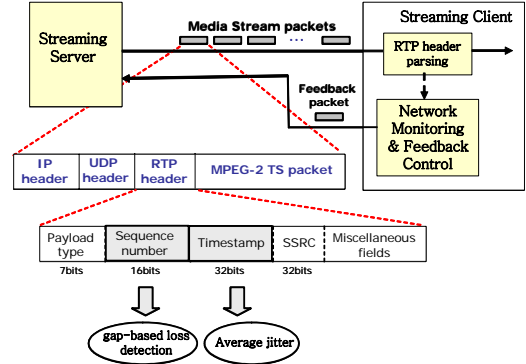 Streaming
Server
Media Stream packets
...
Streaming Client
RTP header
parsing
Feedback
packet
Network
Monitoring
& Feedback
Control
IP
header
UDP
header
RTP
header
MPEG-2 TS packet
Payload
type
Sequence
number
Timestamp
SSRC
Miscellaneous
fields
7bits
16bits
32bits
32bits
gap-based loss
detection
Average jitter